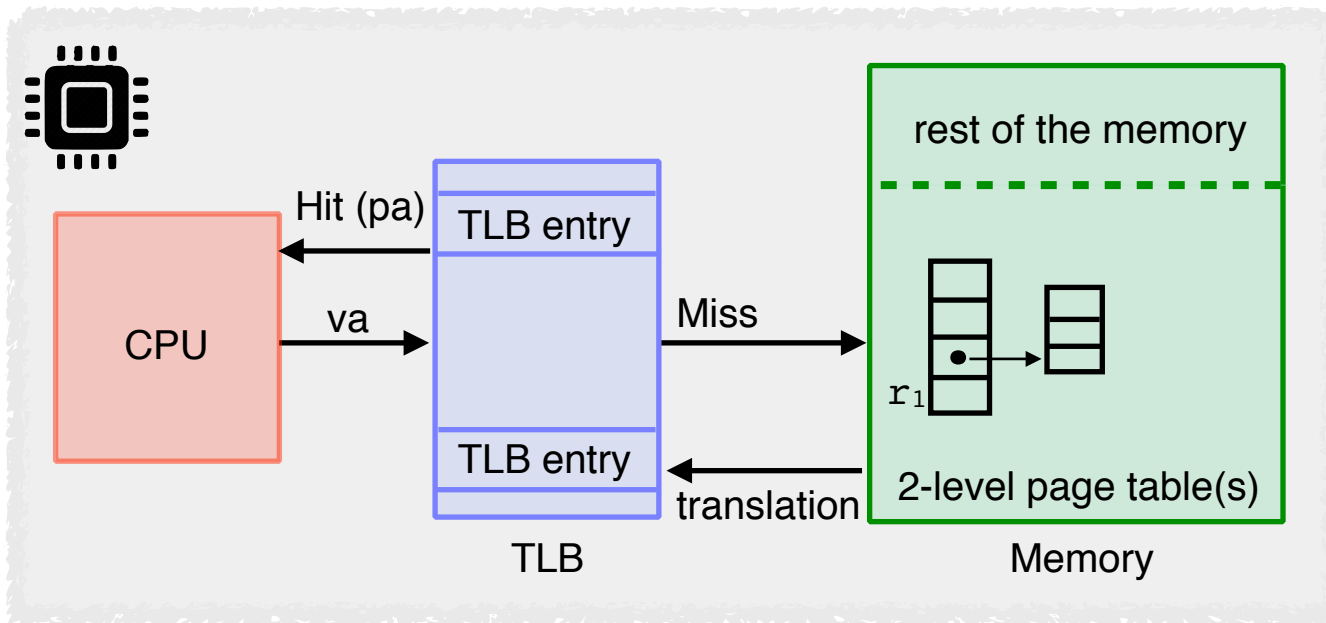 rest of the memory
Hit (pa)
TLB entry
CPU
va
Miss
r₁
TLB entry
translation
2-level page table(s)
TLB
Memory